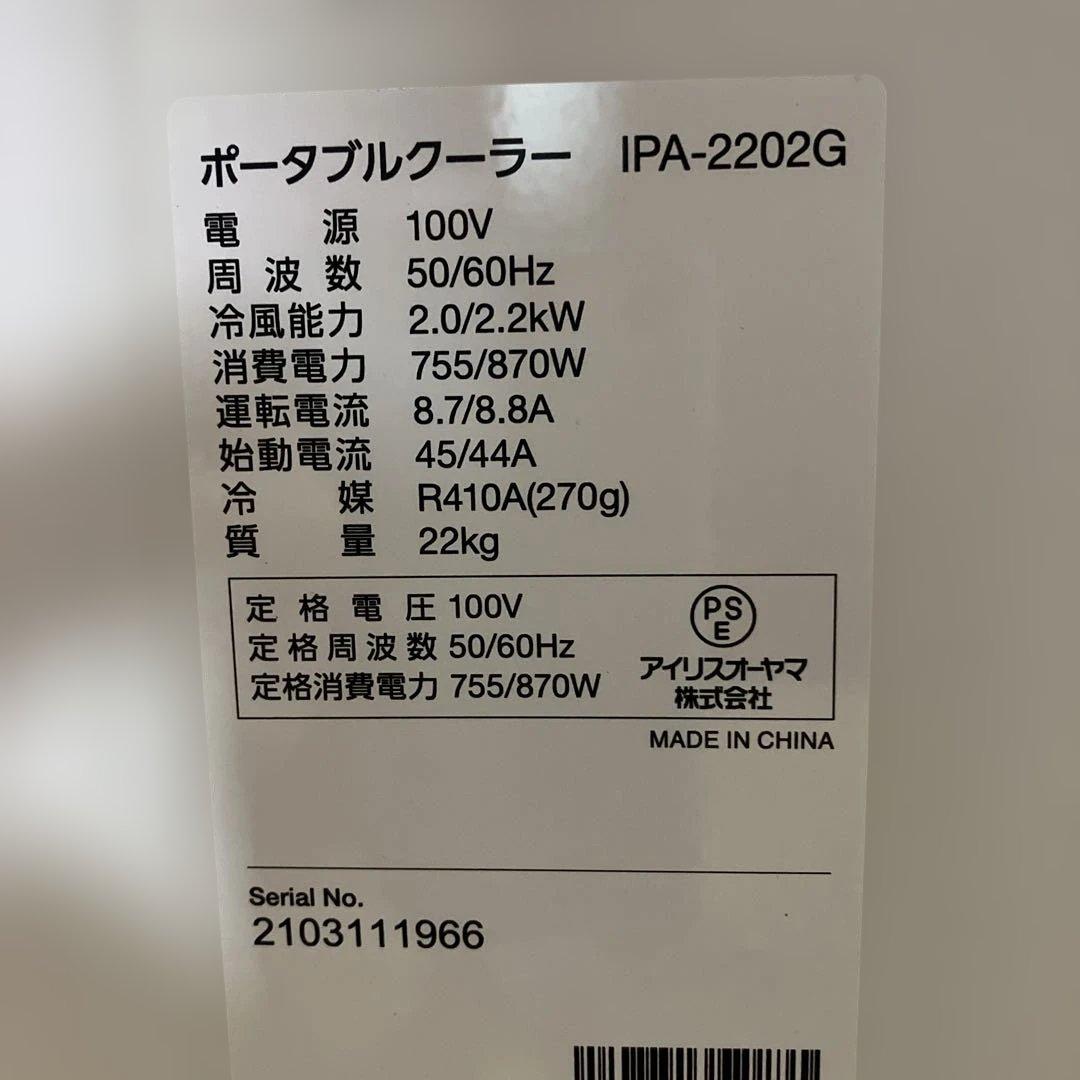 ポータブルクーラー IPA-2202G
電源 100V
周波数 50/60Hz
冷風能力 2.0/2.2kW
消費電力 755/870W
運転電流 8.7/8.8A
始動電流 45/44A
冷媒 R410A(270g)
質量 22kg
定格電圧 100V
定格周波数 50/60Hz
定格消費電力 755/870W
PS
E
アイリスオーヤマ
株式会社
MADE IN CHINA
Serial No.
2103111966